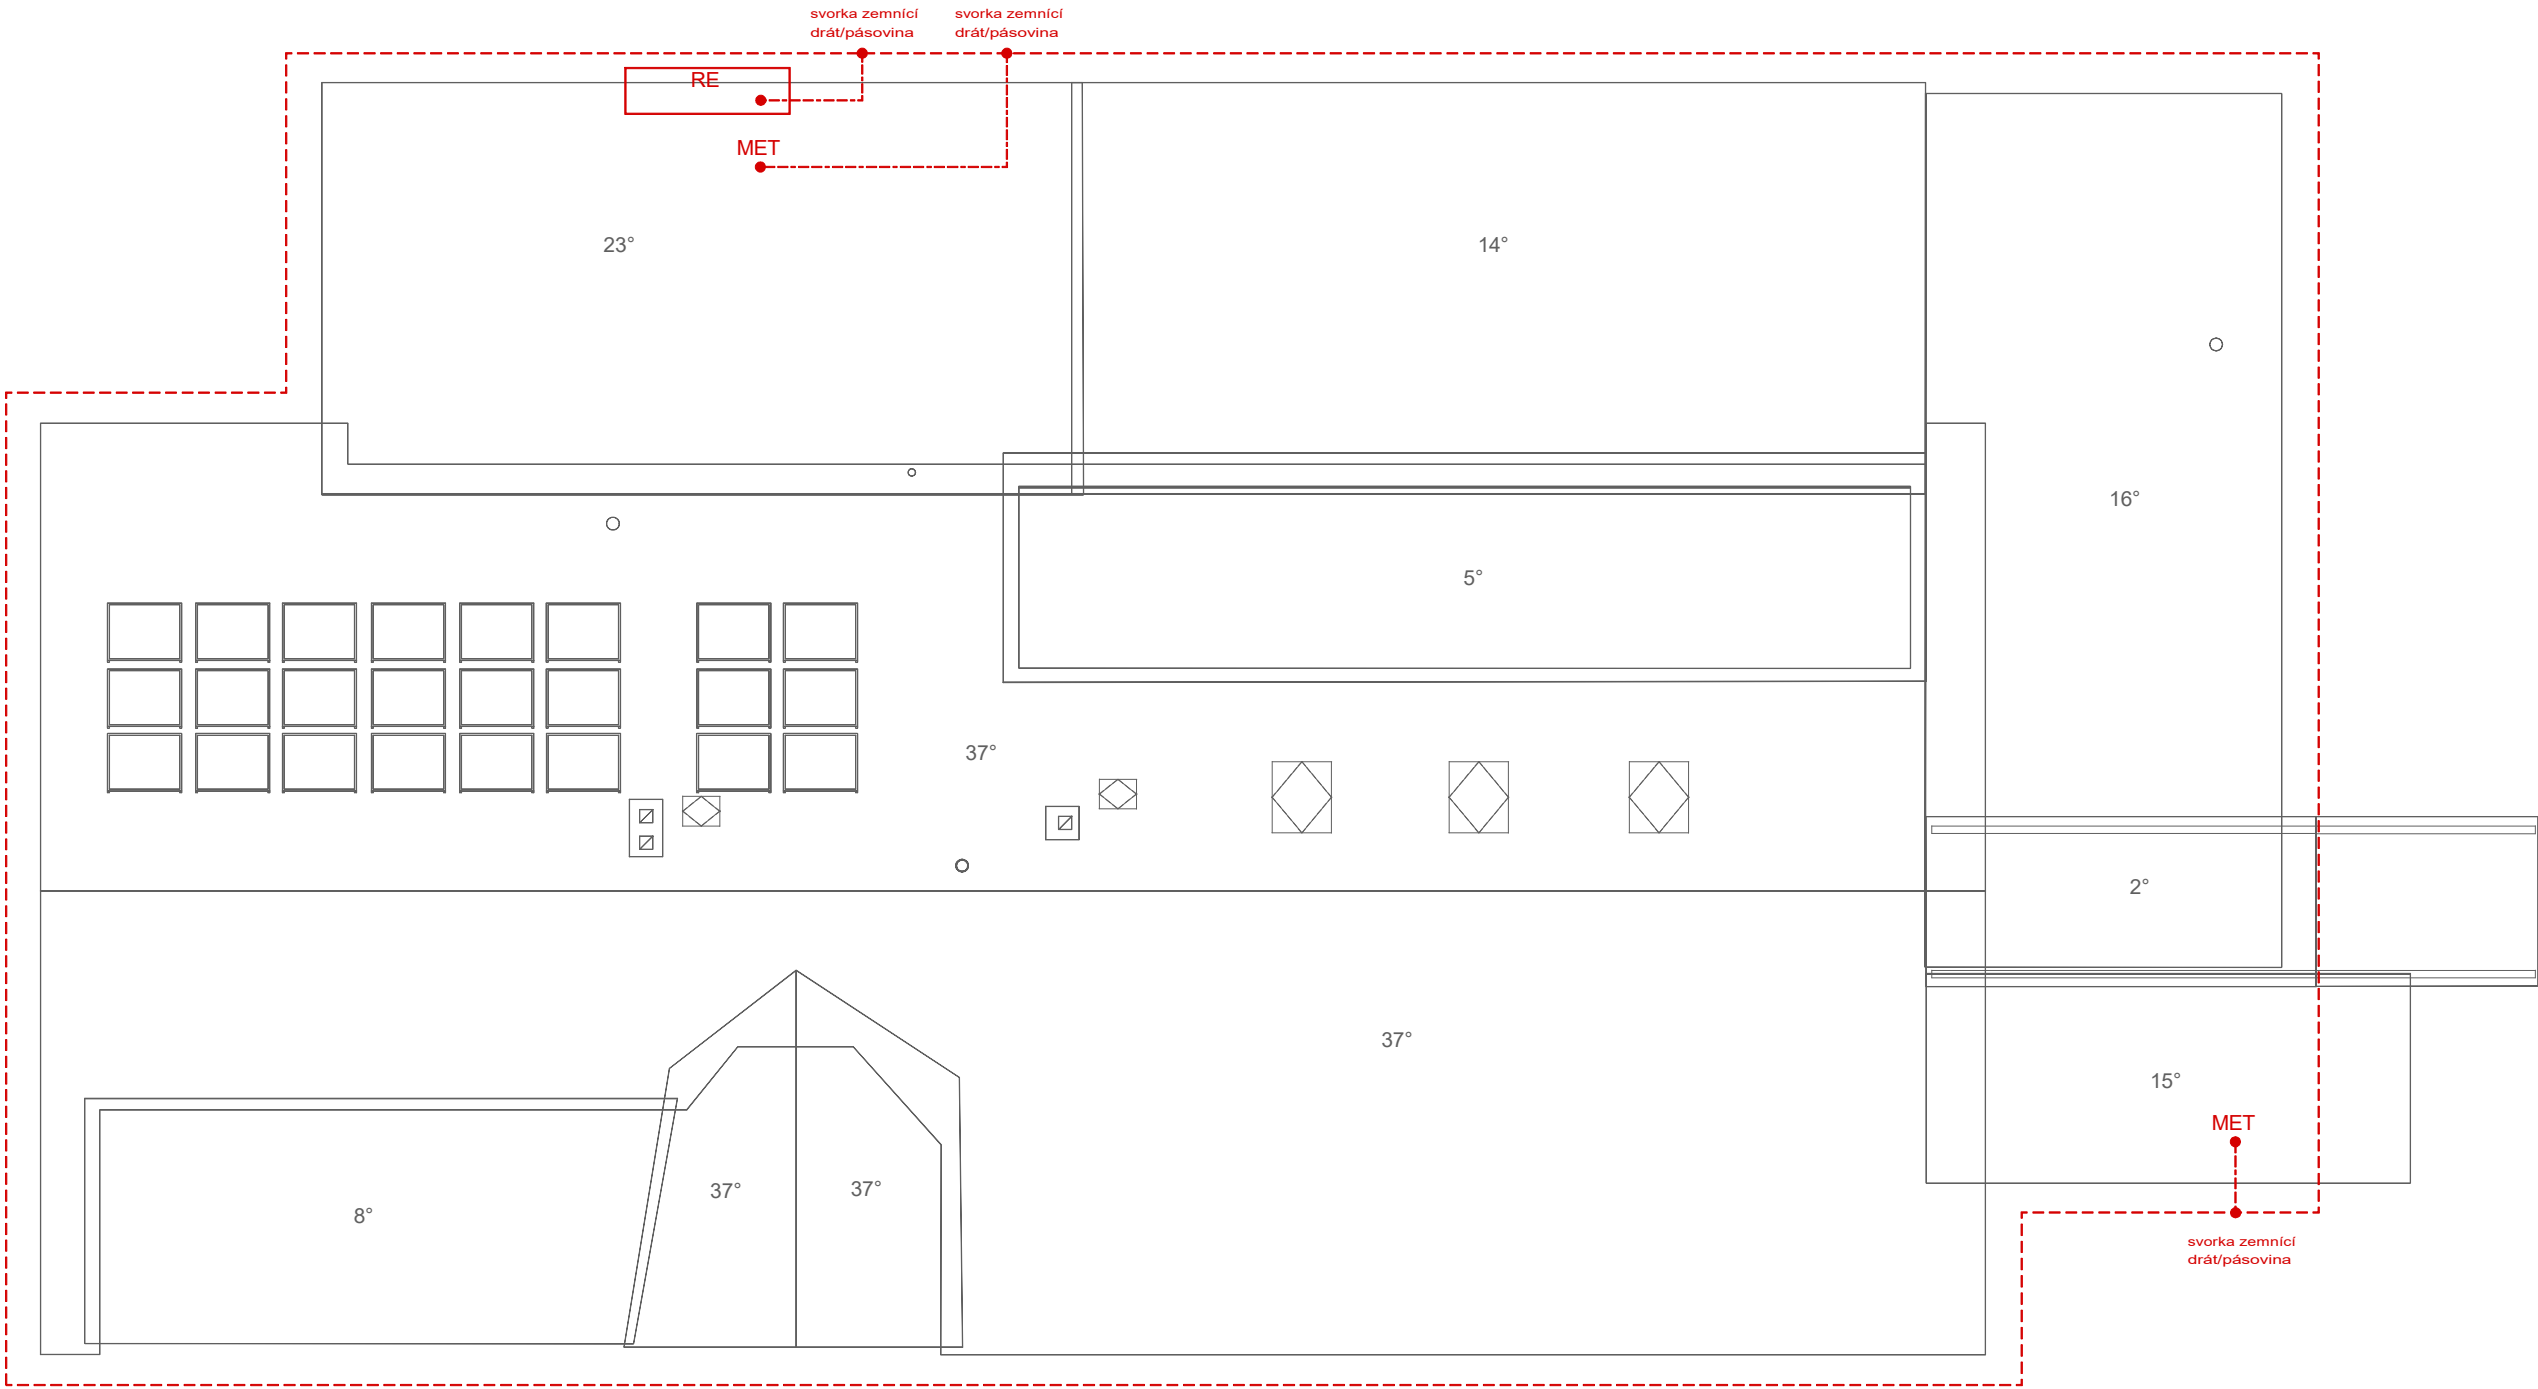 svorka zemnící
drát/pásovina
svorka zemnící
drát/pásovina
RE
MET
23°
14°
16°
5°
37°
2°
37°
15°
MET
37°
37°
8°
svorka zemnící
drát/pásovina